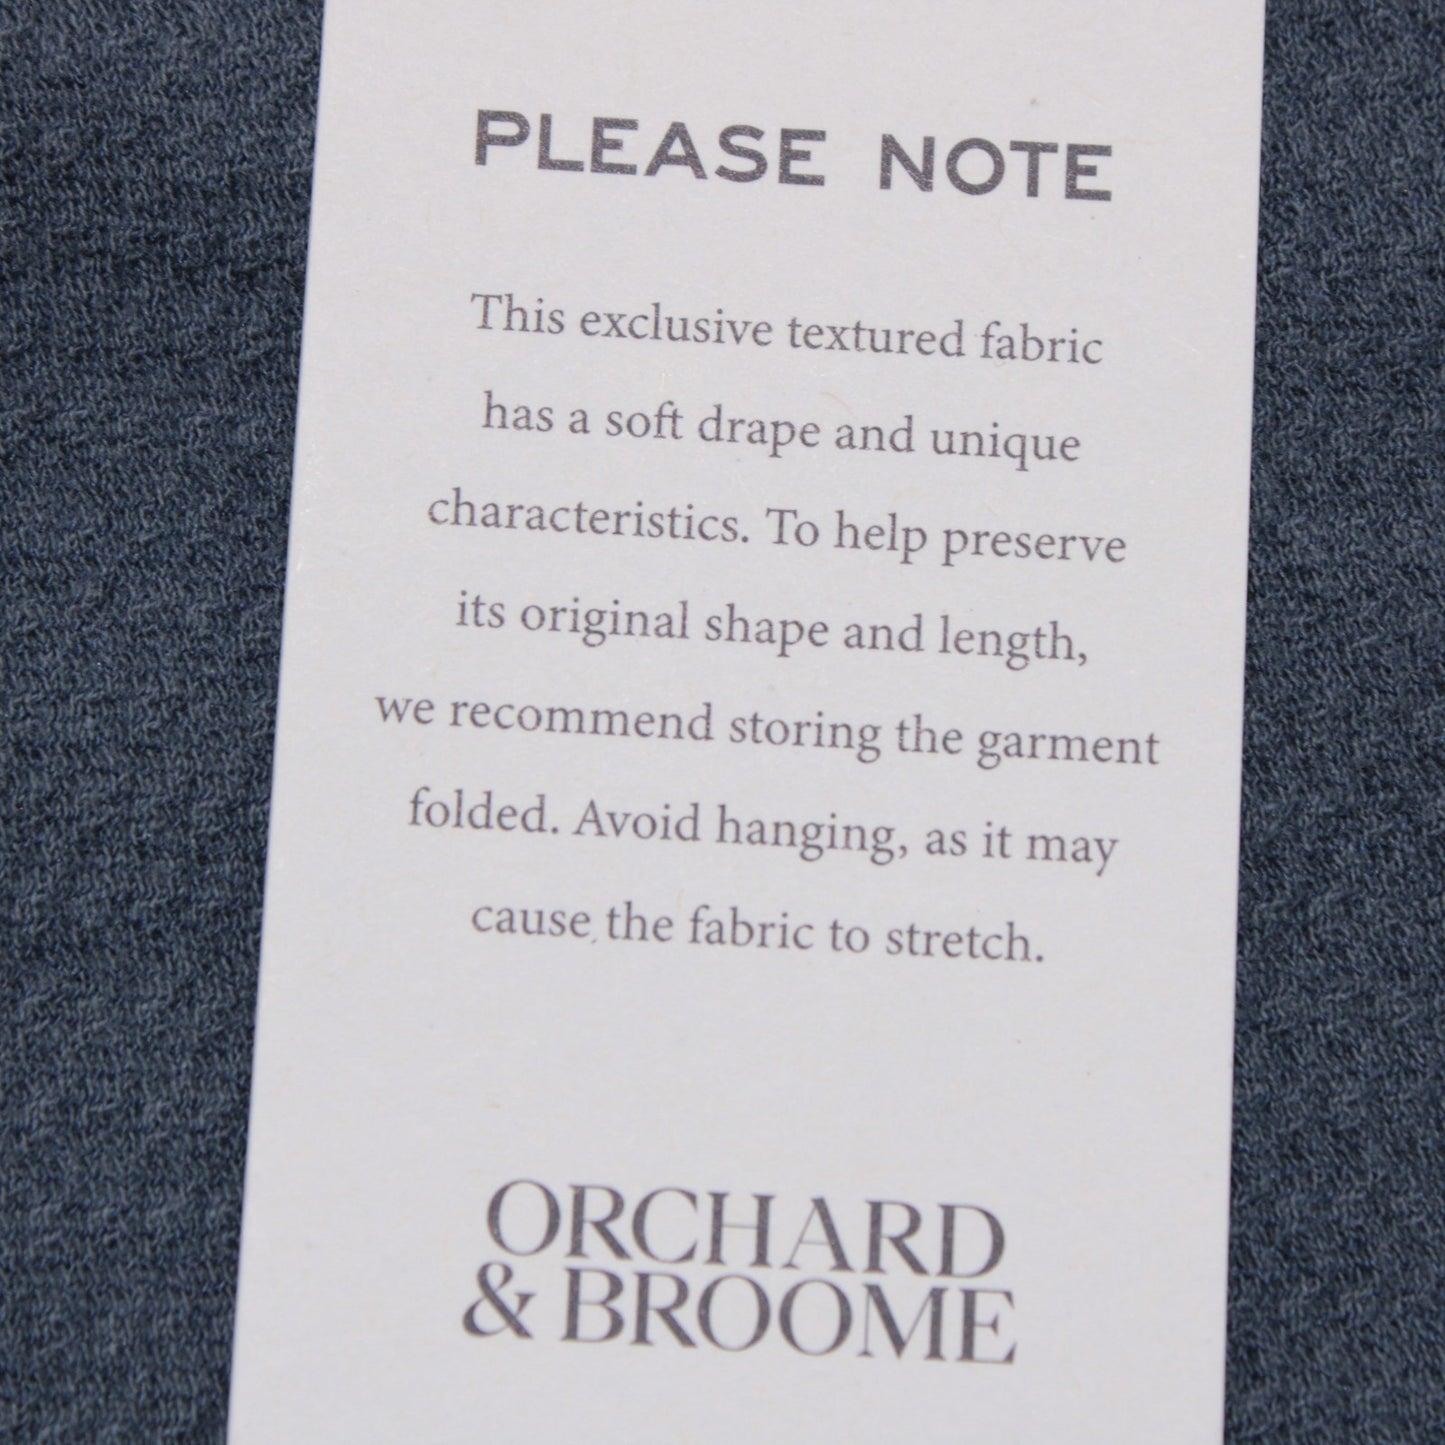 PLEASE NOTE
This exclusive textured fabric
has a soft drape and unique
characteristics. To help preserve
its original shape and length,
we recommend storing the garment
folded. Avoid hanging, as it may
cause the fabric to stretch.
ORCHARD
& BROOME